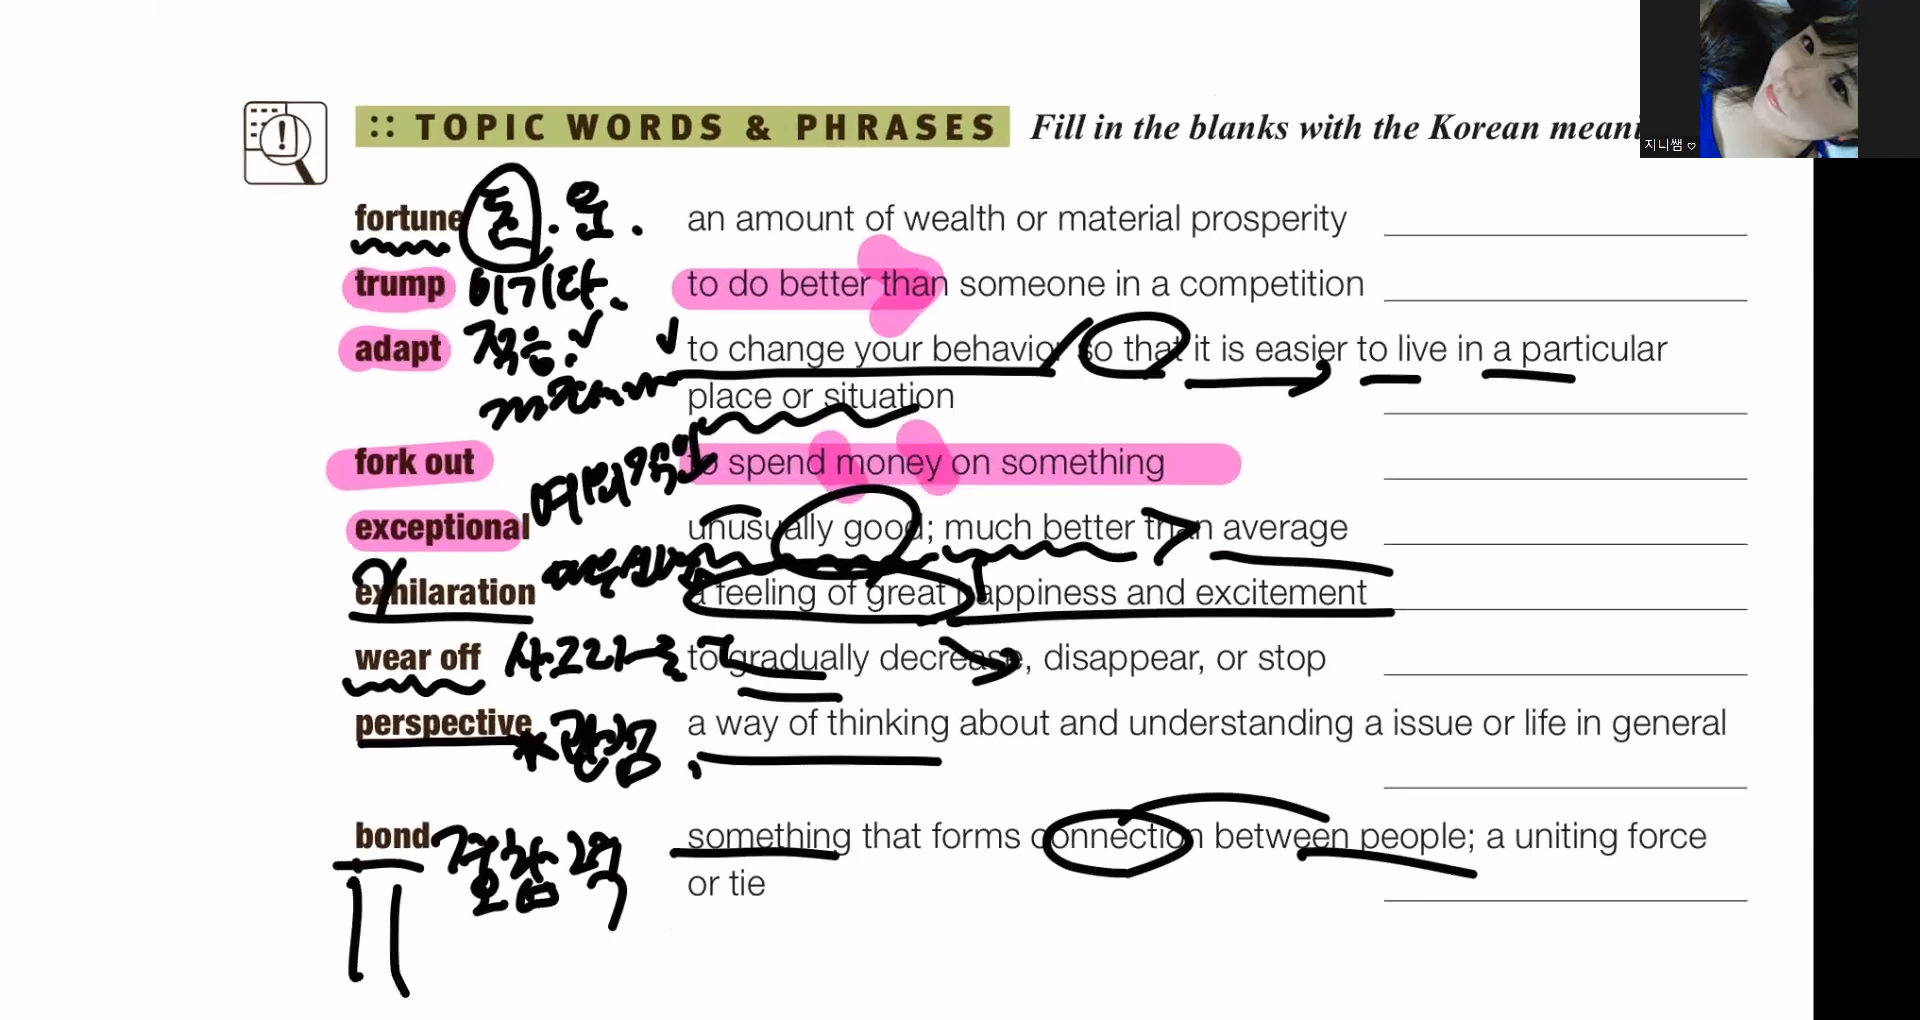 :: TOPIC WORDS & PHRASES Fill in the blanks with the Korean meani
지니쌤 ♡
fortune 돈. 운. an amount of wealth or material prosperity
trump 이기다. to do better than someone in a competition
adapt 적응. to change your behavior so that it is easier to live in a particular
place or situation
fork out to spend money on something
exceptional unusually good; much better than average
exhilaration a feeling of great happiness and excitement
wear off 사그라들 to gradually decrease, disappear, or stop
perspective *관점 a way of thinking about and understanding a issue or life in general
bond 결합 something that forms connection between people; a uniting force
or tie